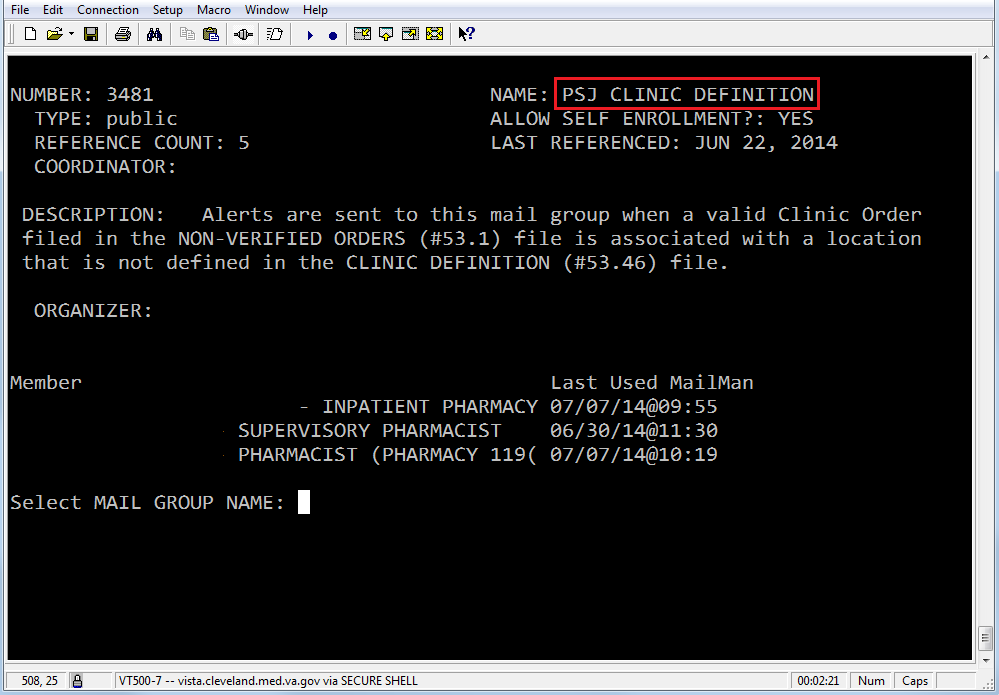 File Edit Connection Setup Macro Window Help
NUMBER: 3481 NAME: PSJ CLINIC DEFINITION
TYPE: public ALLOW SELF ENROLLMENT?: YES
REFERENCE COUNT: 5 LAST REFERENCED: JUN 22, 2014
COORDINATOR:
DESCRIPTION: Alerts are sent to this mail group when a valid Clinic Order
filed in the NON-VERIFIED ORDERS (#53.1) file is associated with a location
that is not defined in the CLINIC DEFINITION (#53.46) file.
ORGANIZER:
Member Last Used MailMan
- INPATIENT PHARMACY 07/07/14@09:55
SUPERVISORY PHARMACIST 06/30/14@11:30
PHARMACIST (PHARMACY 119( 07/07/14@10:19
Select MAIL GROUP NAME:
508, 25 VT500-7 -- vista.cleveland.med.va.gov via SECURE SHELL 00:02:21 Num Caps